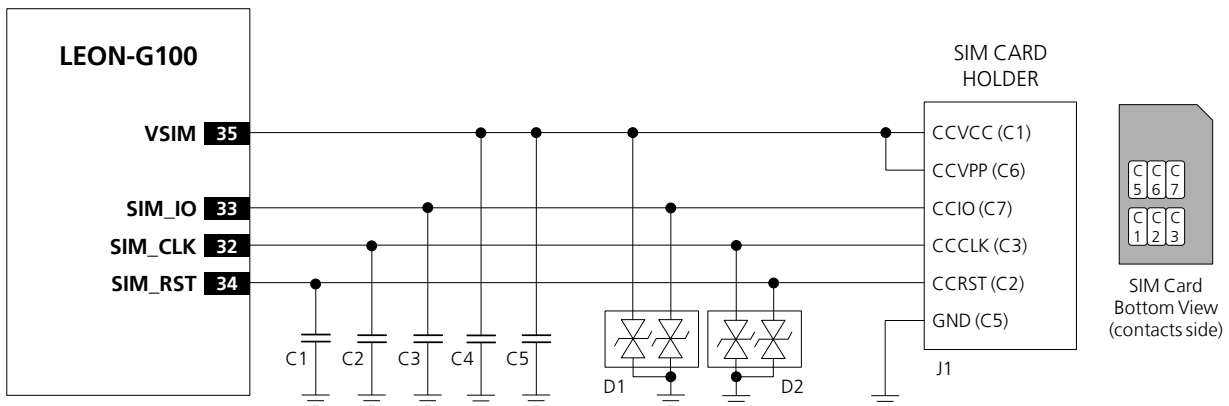 LEON-G100
VSIM 35
SIM_IO 33
SIM_CLK 32
SIM_RST 34
C1
C2
C3
C4
C5
D1
D2
SIM CARD
HOLDER
CCVCC (C1)
CCVPP (C6)
CCIO (C7)
CCCLK (C3)
CCRST (C2)
GND (C5)
J1
C C C
5 6 7
C C C
1 2 3
SIM Card
Bottom View
(contacts side)